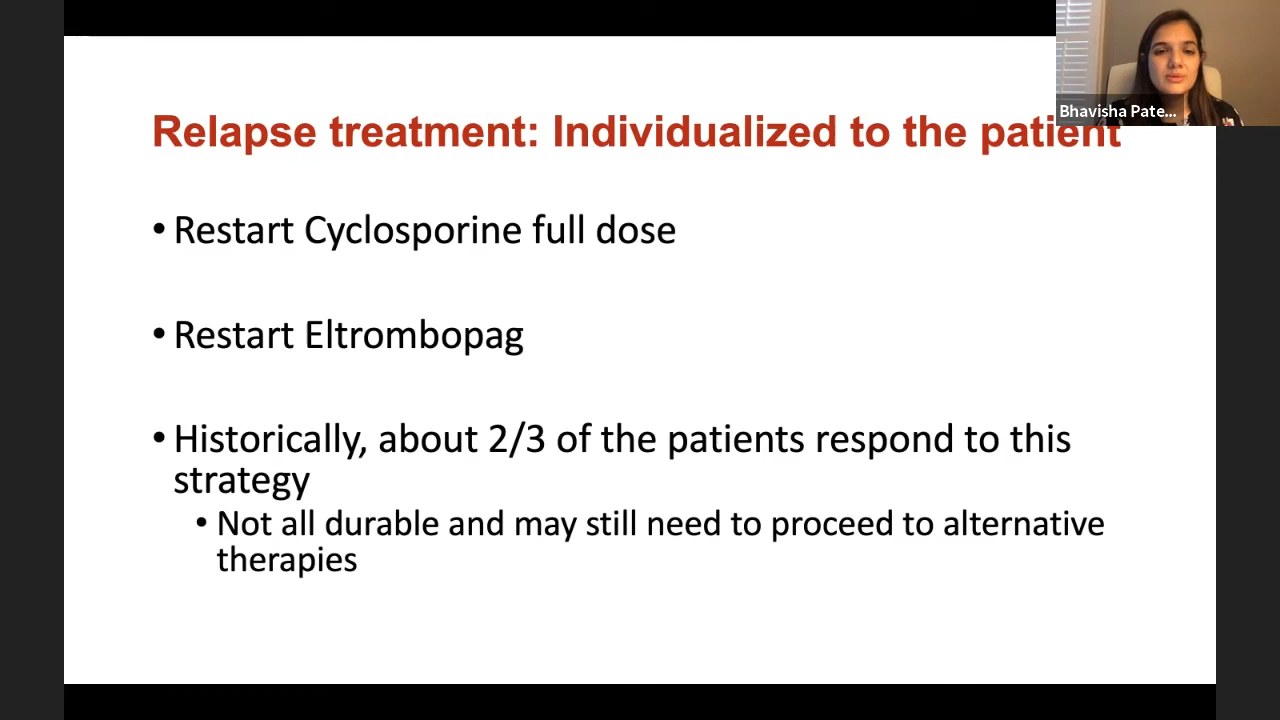 Bhavisha Pate...
Relapse treatment: Individualized to the patient
• Restart Cyclosporine full dose
• Restart Eltrombopag
• Historically, about 2/3 of the patients respond to this
strategy
• Not all durable and may still need to proceed to alternative
therapies